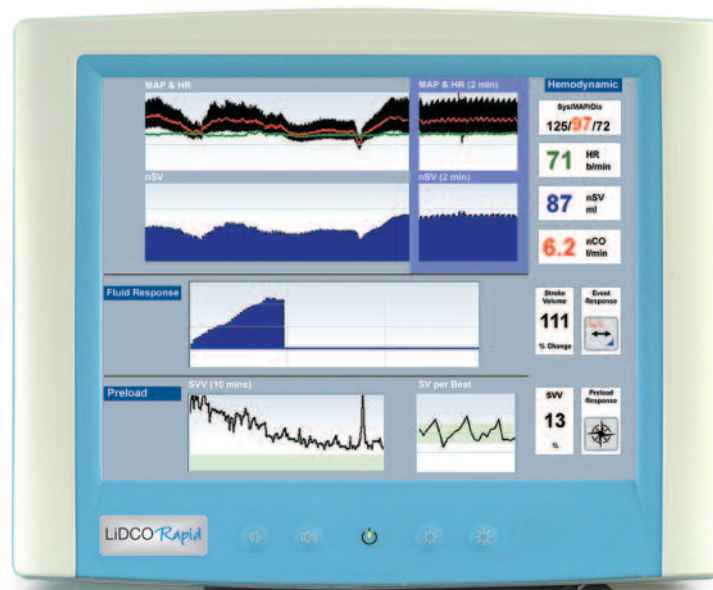 MAP & HR
MAP & HR (2 min)
Hemodynamic
Sys/MAP/Dia
125/97/72
71 HR b/min
nSV
nSV (2 min)
87 nSV ml
6.2 nCO l/min
Fluid Response
Stroke Volume
111
% Change
Event Response
Preload
SVV (10 mins)
SV per Beat
SVV
13
%
Preload Response
LiDCO Rapid